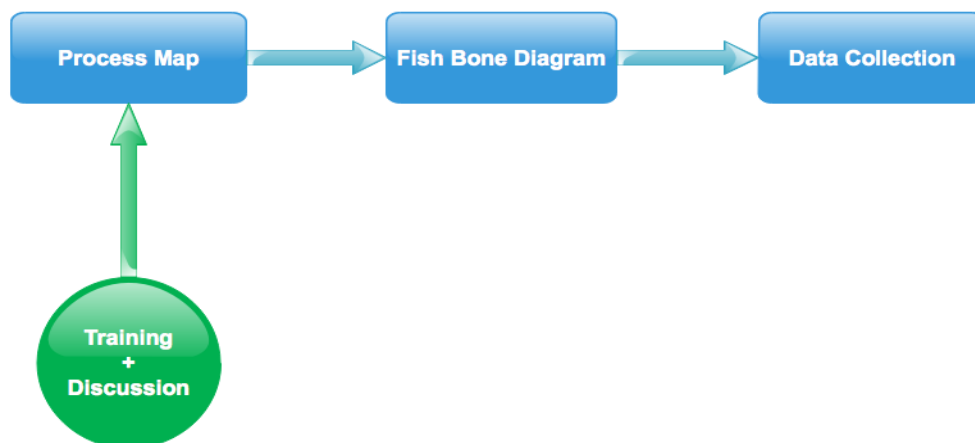 Process Map
Fish Bone Diagram
Data Collection
Training
+
Discussion